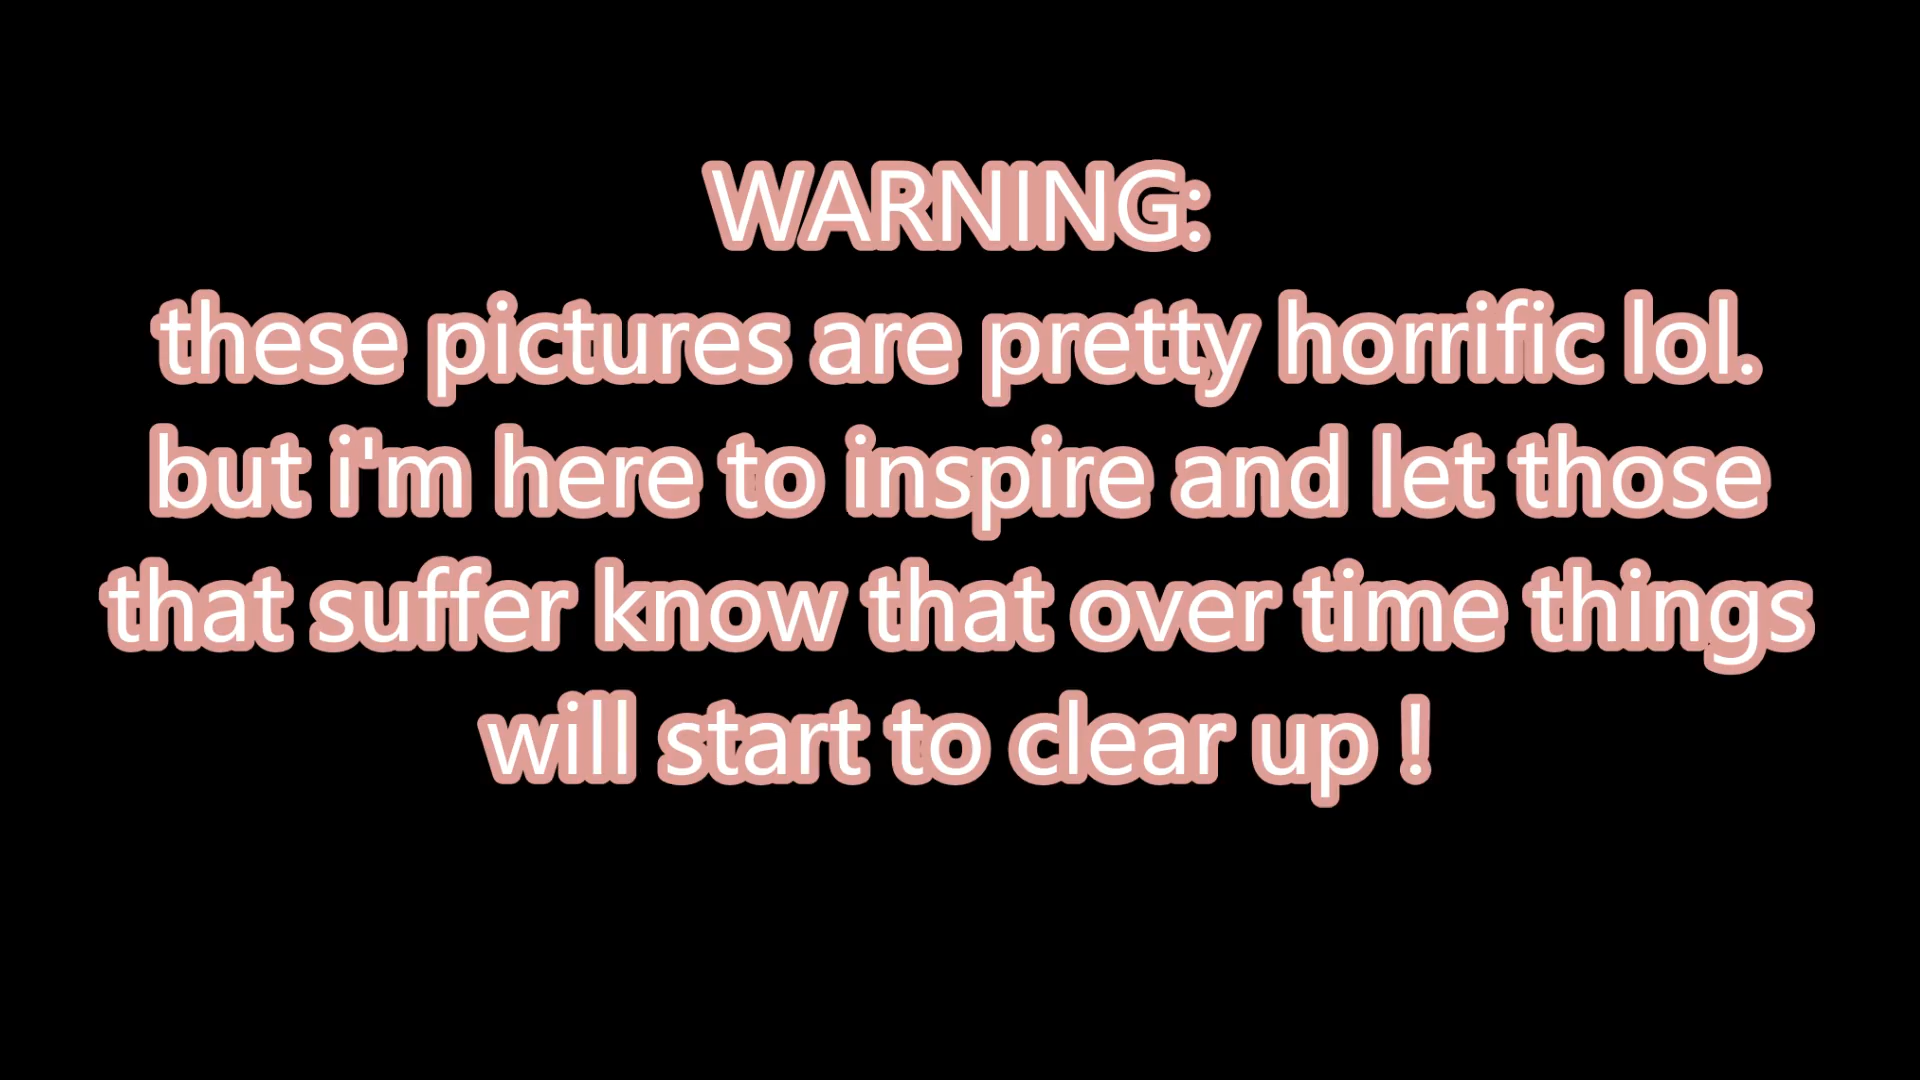 WARNING:
these pictures are pretty horrific lol.
but i'm here to inspire and let those
that suffer know that over time things
will start to clear up !